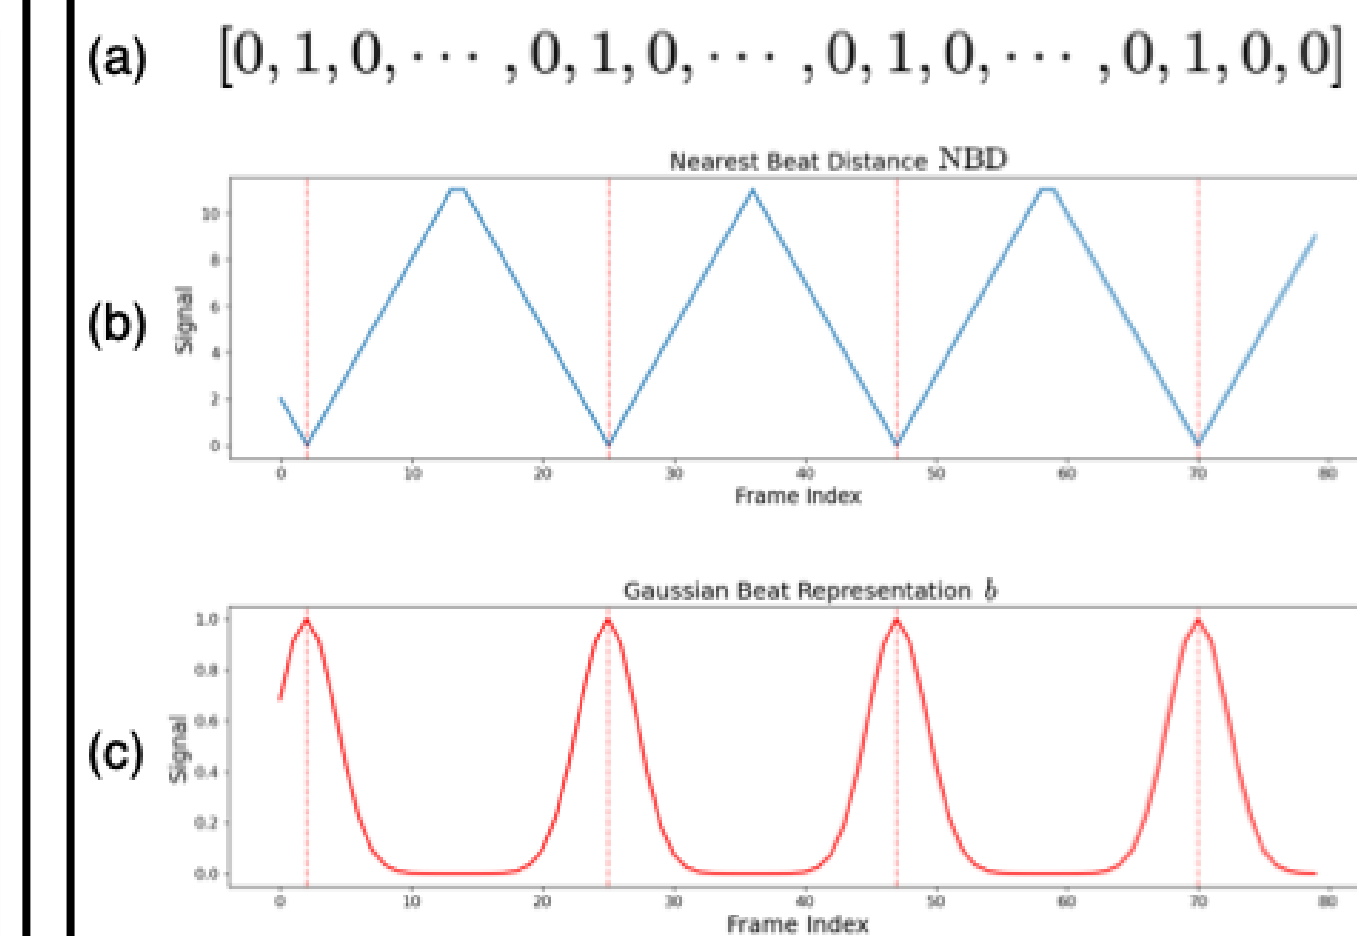 (a) [0, 1, 0, ⋯ , 0, 1, 0, ⋯ , 0, 1, 0, ⋯ , 0, 1, 0, 0]
Nearest Beat Distance NBD
(b)
Signal
10
8
6
4
2
0
0 10 20 30 40 50 60 70 80
Frame Index
Gaussian Beat Representation b
(c)
Signal
1.0
0.8
0.6
0.4
0.2
0.0
0 10 20 30 40 50 60 70 80
Frame Index